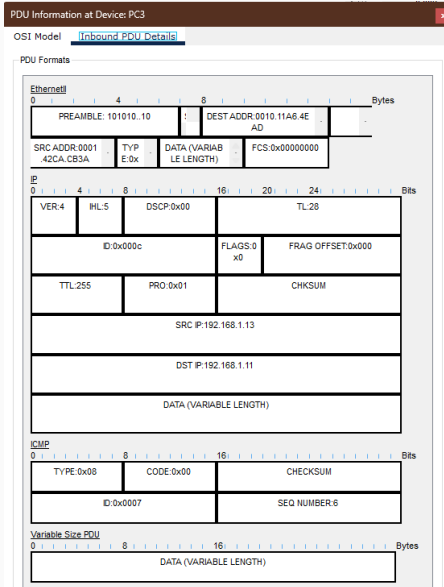 PDU Information at Device: PC3
OSI Model Inbound PDU Details
PDU Formats
EthernetII
0 4 8 Bytes
PREAMBLE: 101010..10 DEST ADDR:0010.11A6.4E
AD
SRC ADDR:0001 TYP DATA (VARIAB FCS:0x00000000
.42CA.CB3A E:0x LE LENGTH)
IP
0 4 8 16 20 24 Bits
VER:4 IHL:5 DSCP:0x00 TL:28
ID:0x000c FLAGS:0 FRAG OFFSET:0x000
x0
TTL:255 PRO:0x01 CHKSUM
SRC IP:192.168.1.13
DST IP:192.168.1.11
DATA (VARIABLE LENGTH)
ICMP
0 8 16 Bits
TYPE:0x08 CODE:0x00 CHECKSUM
ID:0x0007 SEQ NUMBER:6
Variable Size PDU
0 8 16 Bytes
DATA (VARIABLE LENGTH)